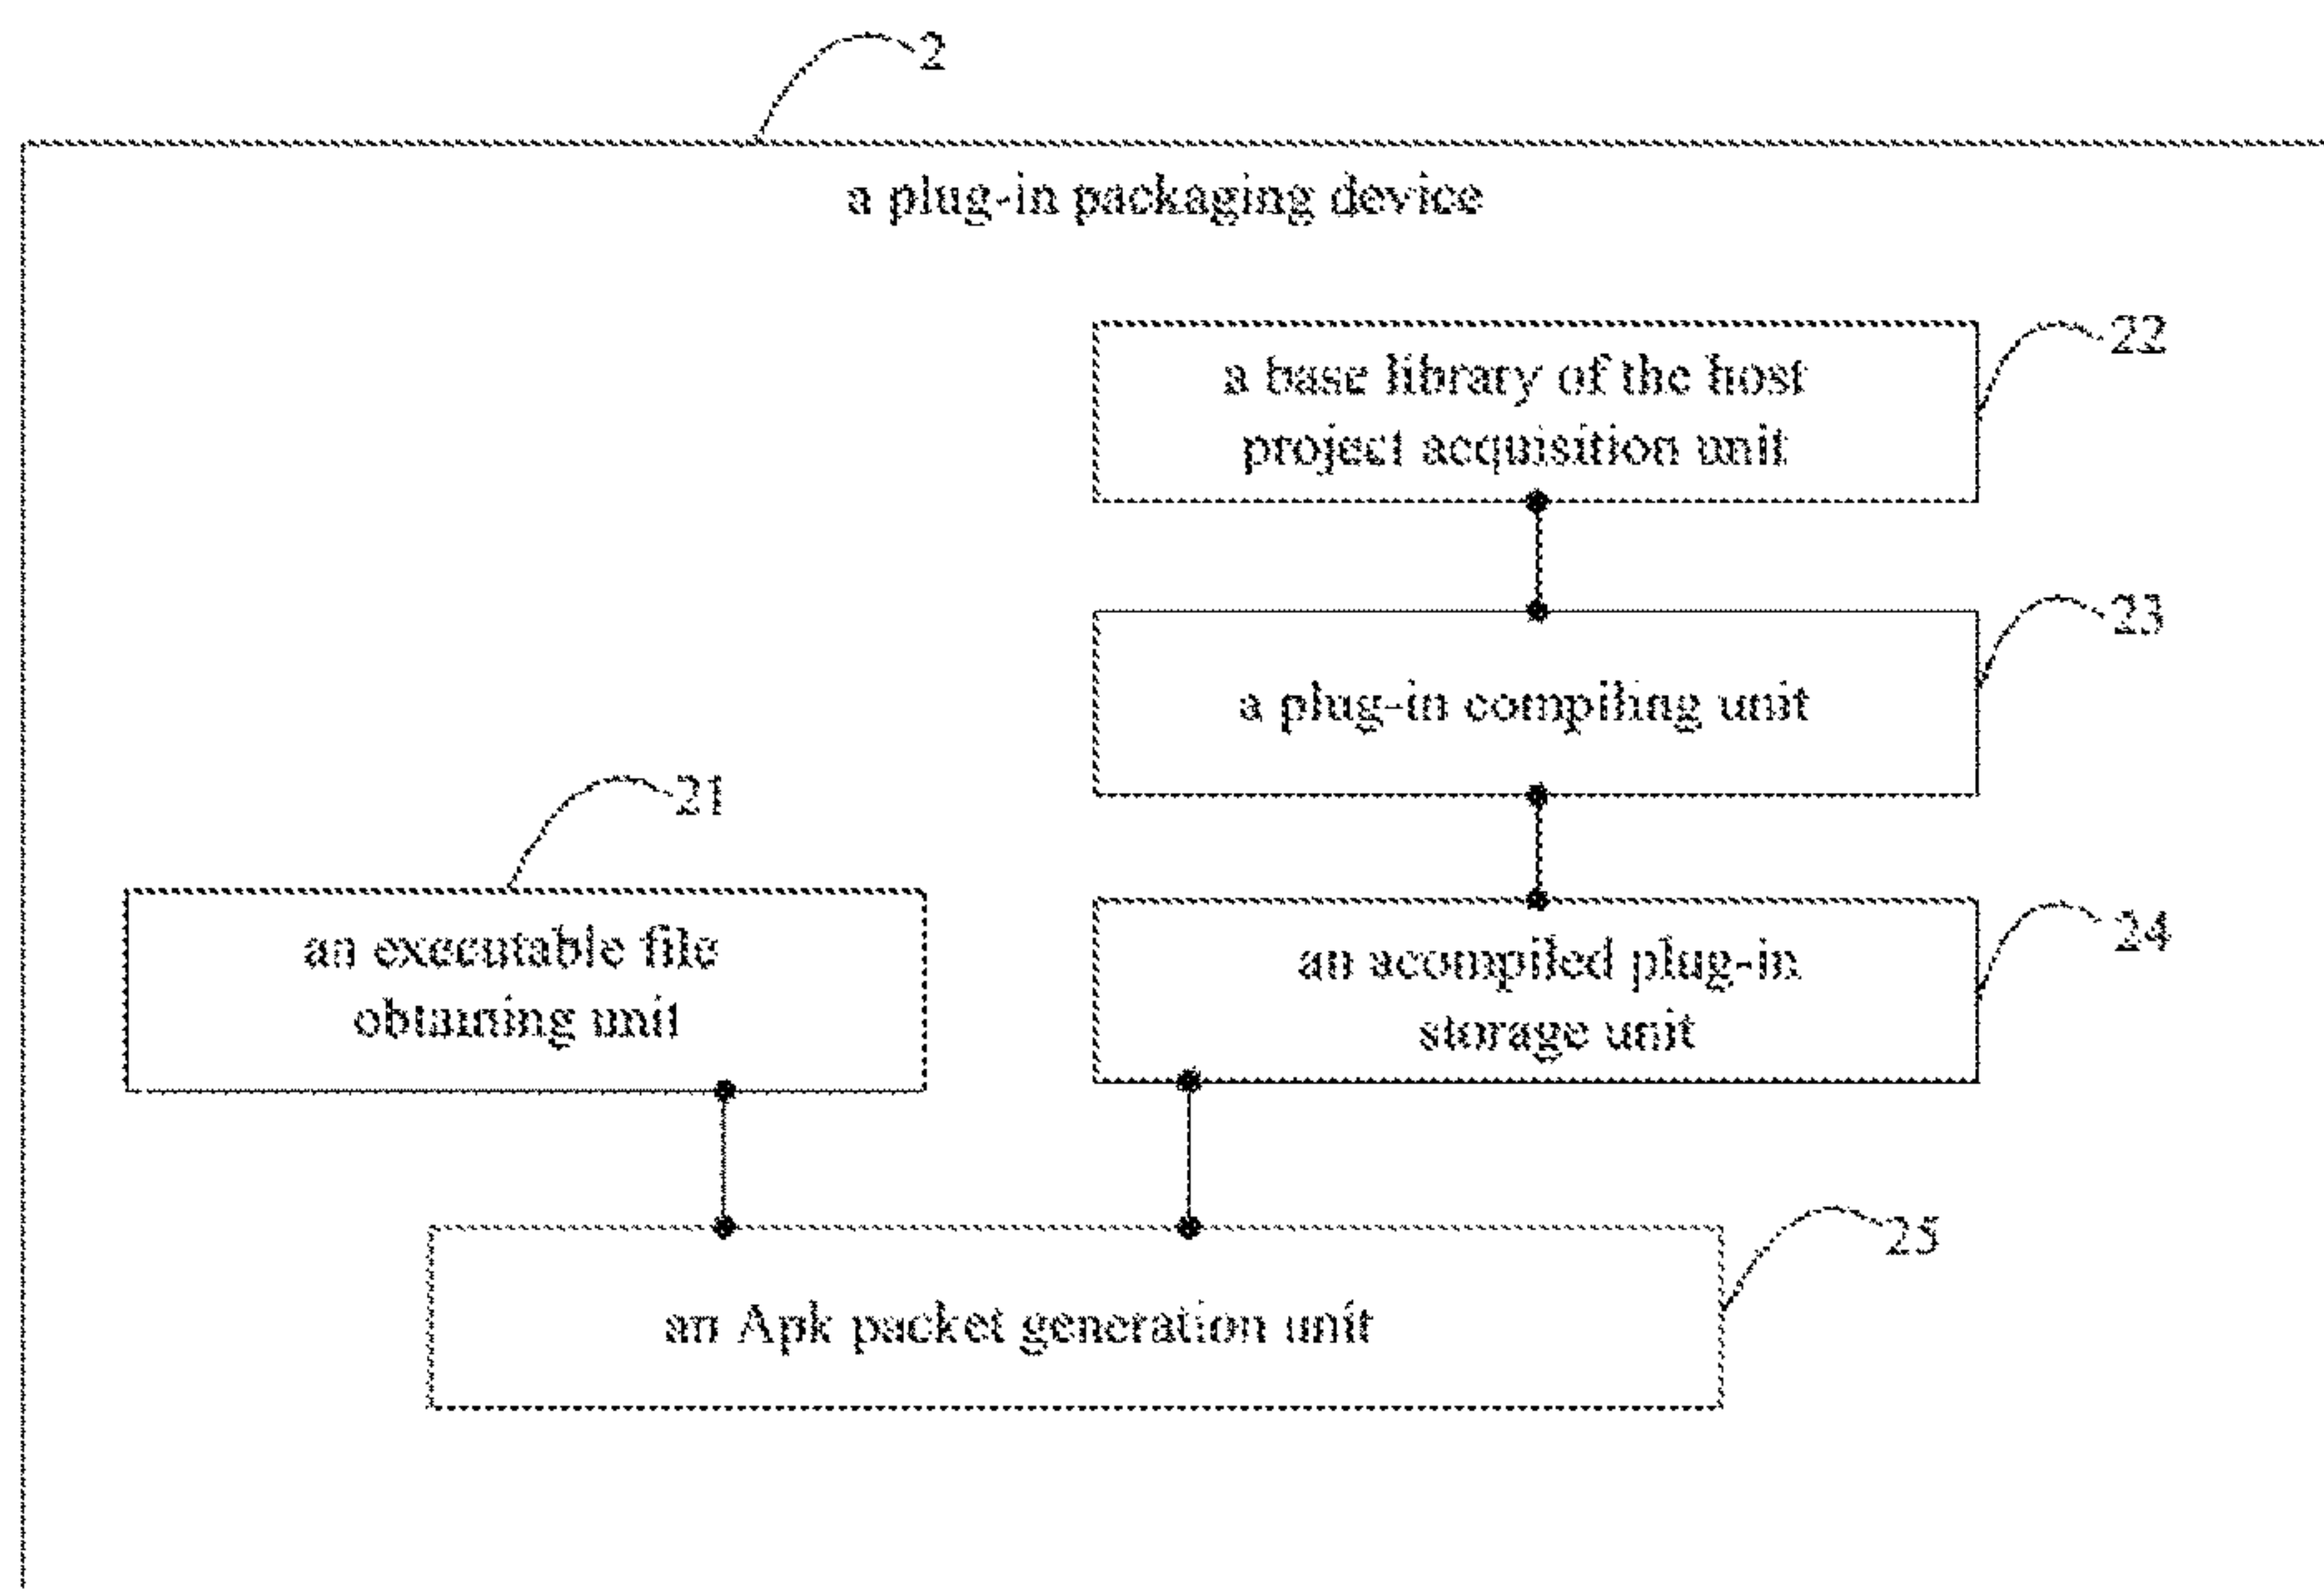 2
a plug-in packaging device
22
a base library of the host
project acquisition unit
23
a plug-in compiling unit
21
24
an executable file
obtaining unit
an acompiled plug-in
storage unit
25
an Apk packet generation unit